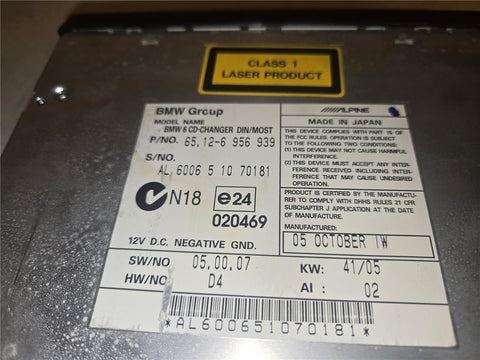 CLASS 1
LASER PRODUCT
BMW Group
MODEL NAME
BMW 6 CD-CHANGER DIN/MOST
P/NO. 65.12-6 956 939
S/NO.
AL 6006 5 10 70181
N18 e24
020469
12V D.C. NEGATIVE GND.
SW/NO 05.00.07
HW/NO D4
ALPINE
MADE IN JAPAN
THIS DEVICE COMPLIES WITH PART 15 OF
THE FCC RULES. OPERATION IS SUBJECT
TO THE FOLLOWING TWO CONDITIONS:
(1) THIS DEVICE MAY NOT CAUSE HARMFUL
INTERFERENCE, AND
(2) THIS DEVICE MUST ACCEPT ANY INTER-
FERENCE RECEIVED INCLUDING INTER-
FERENCE THAT MAY CAUSE UNDESIRED
OPERATION.
PRODUCT IS CERTIFIED BY THE MANUFACTU-
RER TO COMPLY WITH DHHS RULES 21 CFR
SUBCHAPTER J APPLICATION AT THE DATE
OF MANUFACTURE.
MANUFACTURED:
05 OCTOBER IW
KW: 41/05
AI: 02
*AL600651070181*